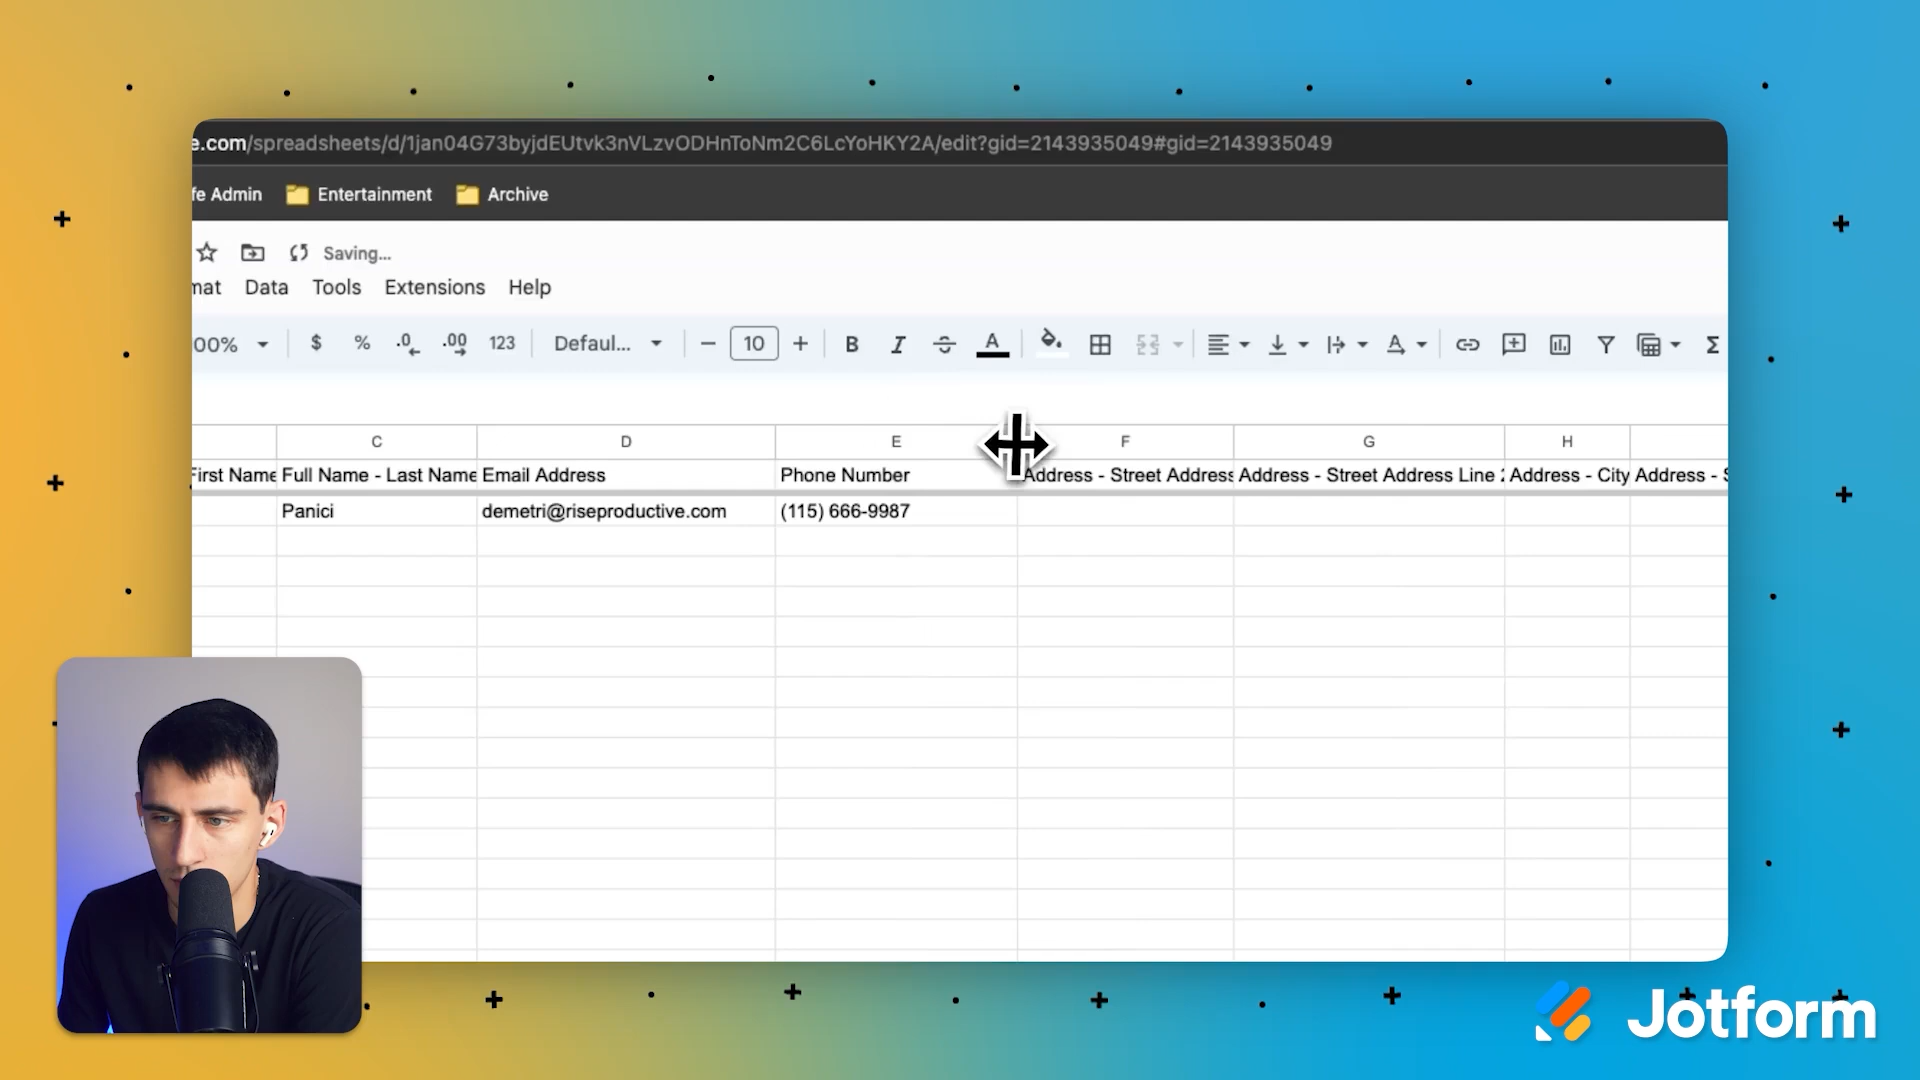 e.com/spreadsheets/d/1jan04G73byjdEUtvk3nVLzvODHnToNm2C6LcYoHKY2A/edit?gid=2143935049#gid=2143935049
fe Admin Entertainment Archive
Saving...
mat Data Tools Extensions Help
00% $ % .0 .00 123 Defaul... − 10 + B I S A Σ
C D E F G H
First Name Full Name - Last Name Email Address Phone Number Address - Street Address Address - Street Address Line 2 Address - City Address - S
Panici demetri@riseproductive.com (115) 666-9987
Jotform